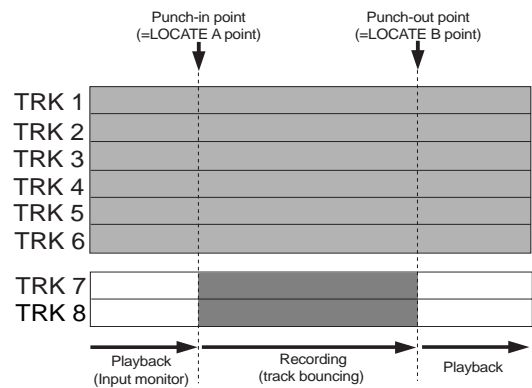 Punch-in point
(=LOCATE A point)
Punch-out point
(=LOCATE B point)
TRK 1
TRK 2
TRK 3
TRK 4
TRK 5
TRK 6
TRK 7
TRK 8
Playback
(Input monitor)
Recording
(track bouncing)
Playback